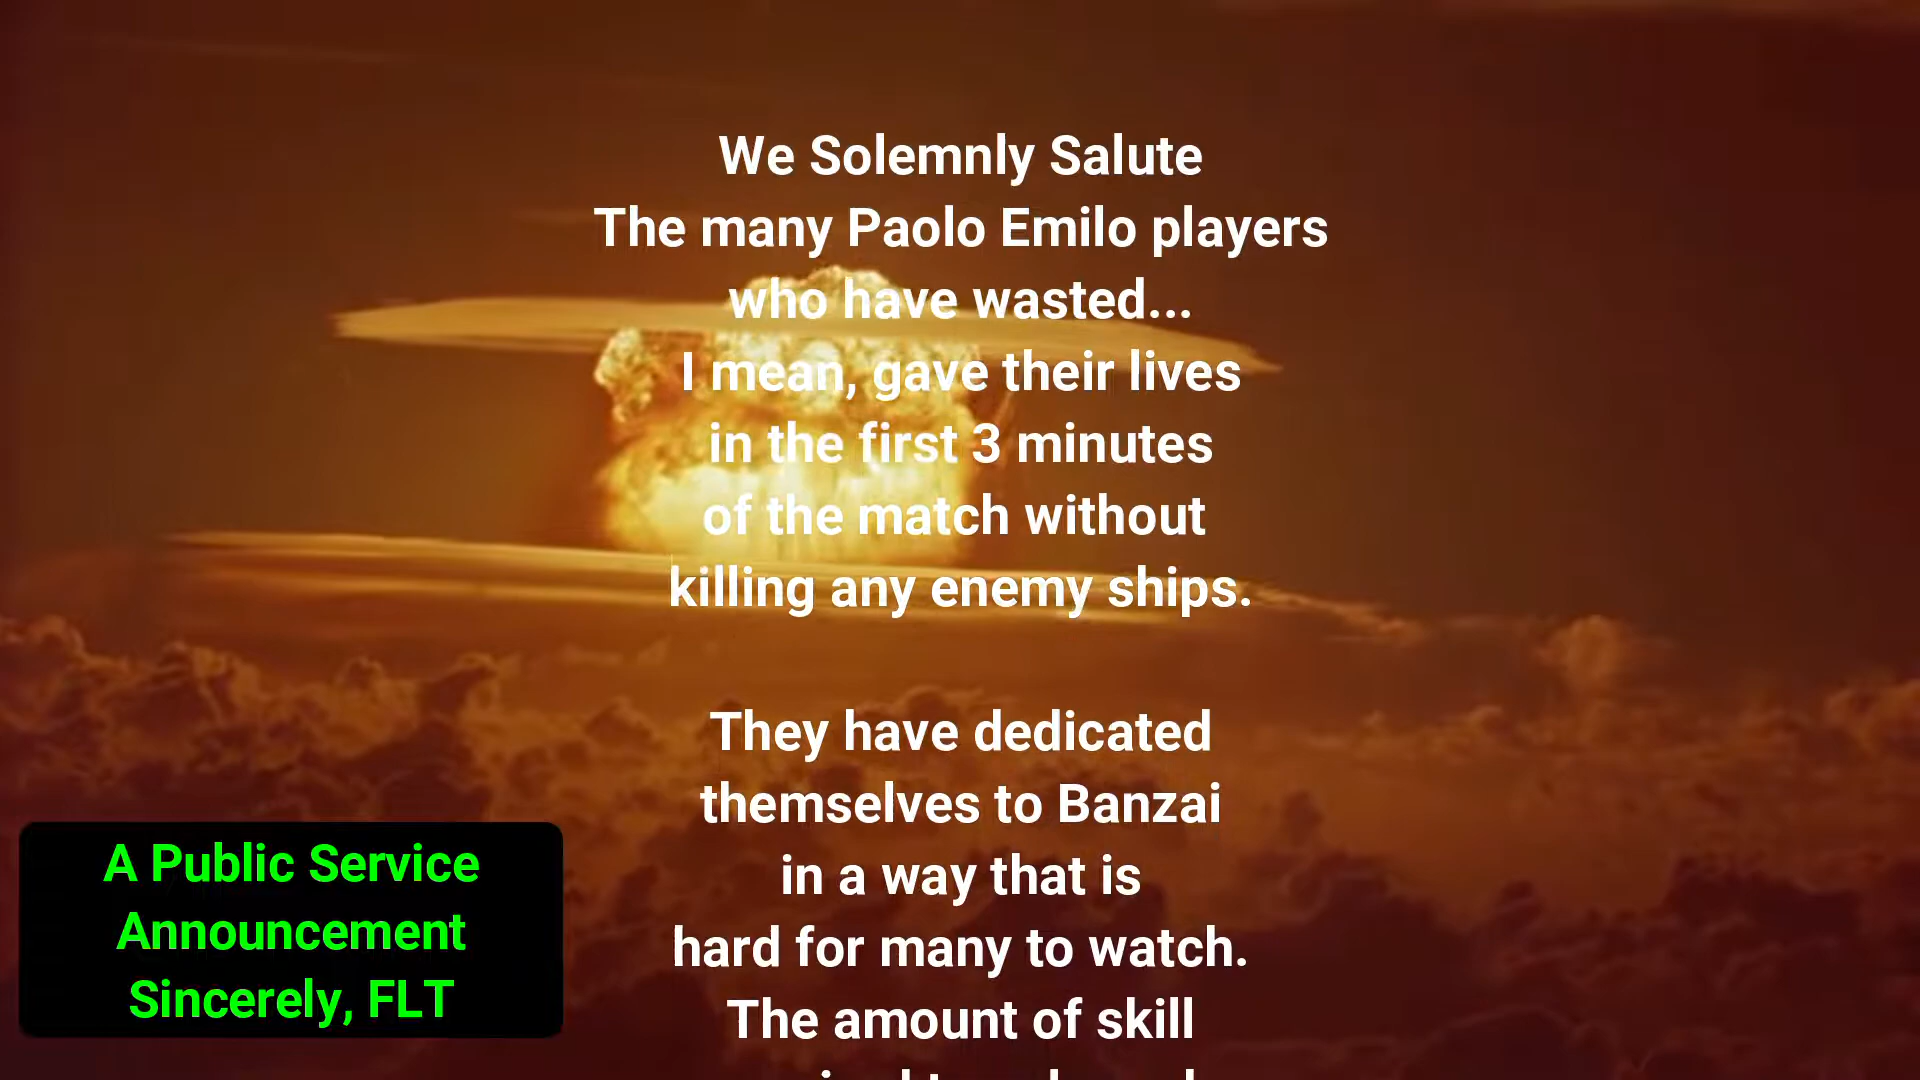 We Solemnly Salute
The many Paolo Emilo players
who have wasted...
I mean, gave their lives
in the first 3 minutes
of the match without
killing any enemy ships.
They have dedicated
themselves to Banzai
in a way that is
hard for many to watch.
The amount of skill
A Public Service
Announcement
Sincerely, FLT